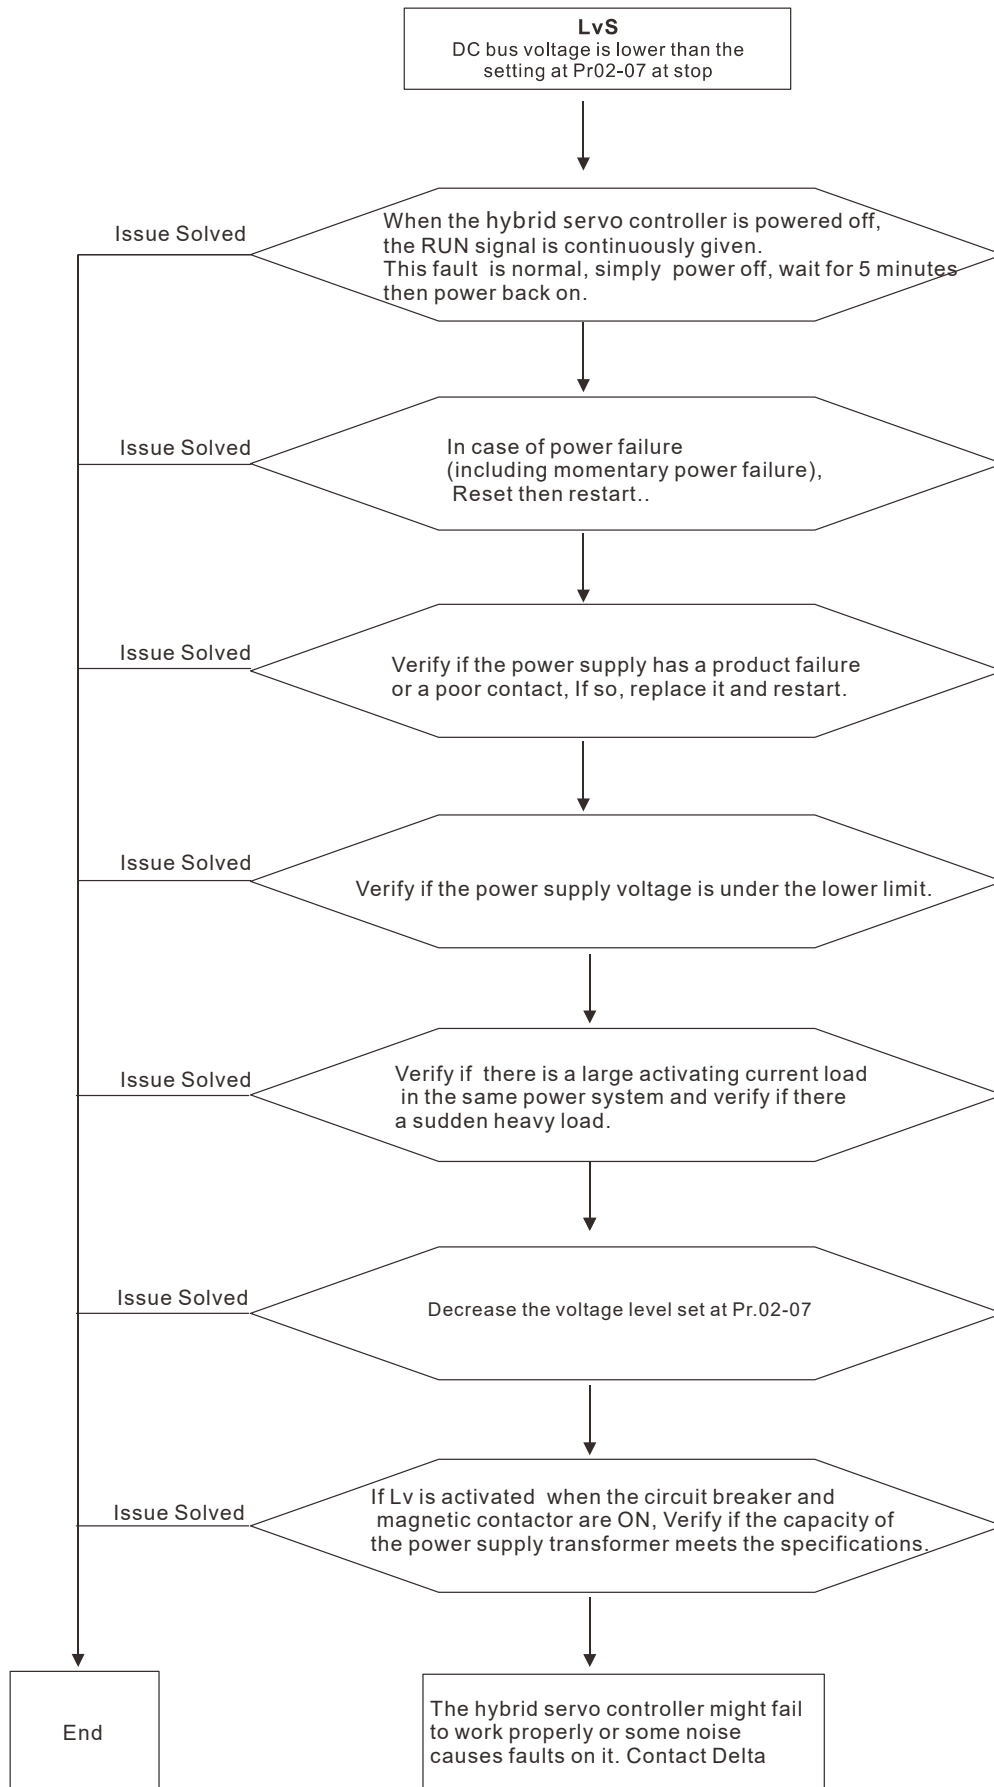 LvS
DC bus voltage is lower than the
setting at Pr02-07 at stop
Issue Solved
When the hybrid servo controller is powered off,
the RUN signal is continuously given.
This fault is normal, simply power off, wait for 5 minutes
then power back on.
Issue Solved
In case of power failure
(including momentary power failure),
Reset then restart..
Issue Solved
Verify if the power supply has a product failure
or a poor contact, If so, replace it and restart.
Issue Solved
Verify if the power supply voltage is under the lower limit.
Issue Solved
Verify if there is a large activating current load
in the same power system and verify if there
a sudden heavy load.
Issue Solved
Decrease the voltage level set at Pr.02-07
Issue Solved
If Lv is activated when the circuit breaker and
magnetic contactor are ON, Verify if the capacity of
the power supply transformer meets the specifications.
End
The hybrid servo controller might fail
to work properly or some noise
causes faults on it. Contact Delta